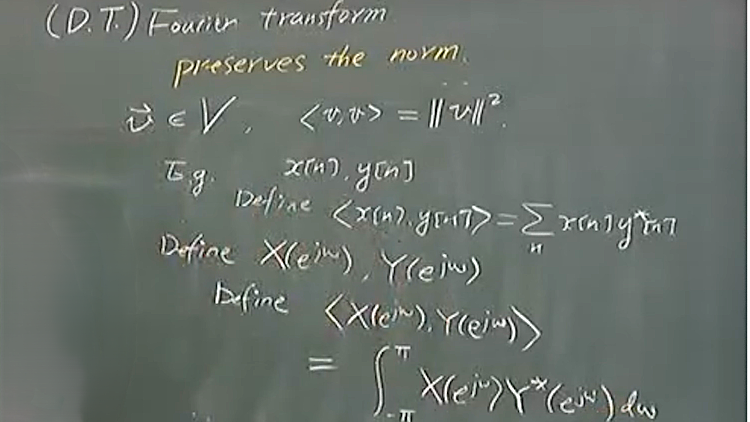 (D.T.) Fourier transform
preserves the norm.
v⃗ ∈ V, <v,v> = ||v||².
E.g. x[n], y[n]
Define <x[n], y[n]> = ∑ₙ x[n] y*[n]
Define X(e^jω), Y(e^jω)
Define <X(e^jω), Y(e^jω)>
= ∫_-π^π X(e^jω) Y*(e^jω) dω